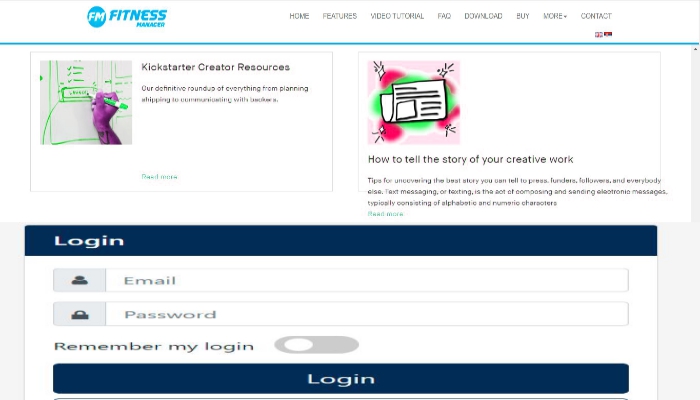 FM FITNESS
MANAGER
HOME FEATURES VIDEO TUTORIAL FAQ DOWNLOAD BUY MORE CONTACT
Kickstarter Creator Resources
Our definitive roundup of everything from planning
shipping to communicating with backers.
Read more
How to tell the story of your creative work
Tips for uncovering the best story you can tell to press, funders, followers, and everybody
else. Text messaging, or texting, is the act of composing and sending electronic messages,
typically consisting of alphabetic and numeric characters
Read more
Login
Email
Password
Remember my login
Login